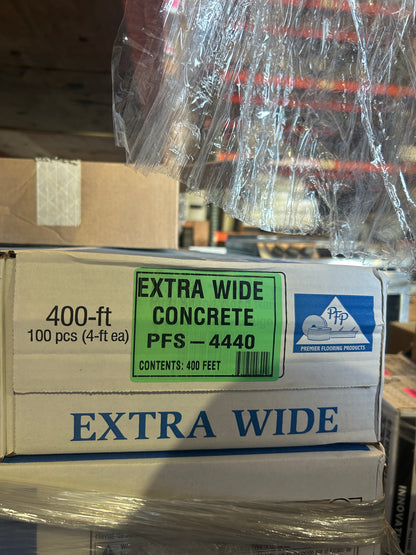 400-ft
100 pcs (4-ft ea)
EXTRA WIDE
CONCRETE
PFS - 4440
CONTENTS: 400 FEET
PFP
PREMIER FLOORING PRODUCTS
EXTRA WIDE
INNOVAT